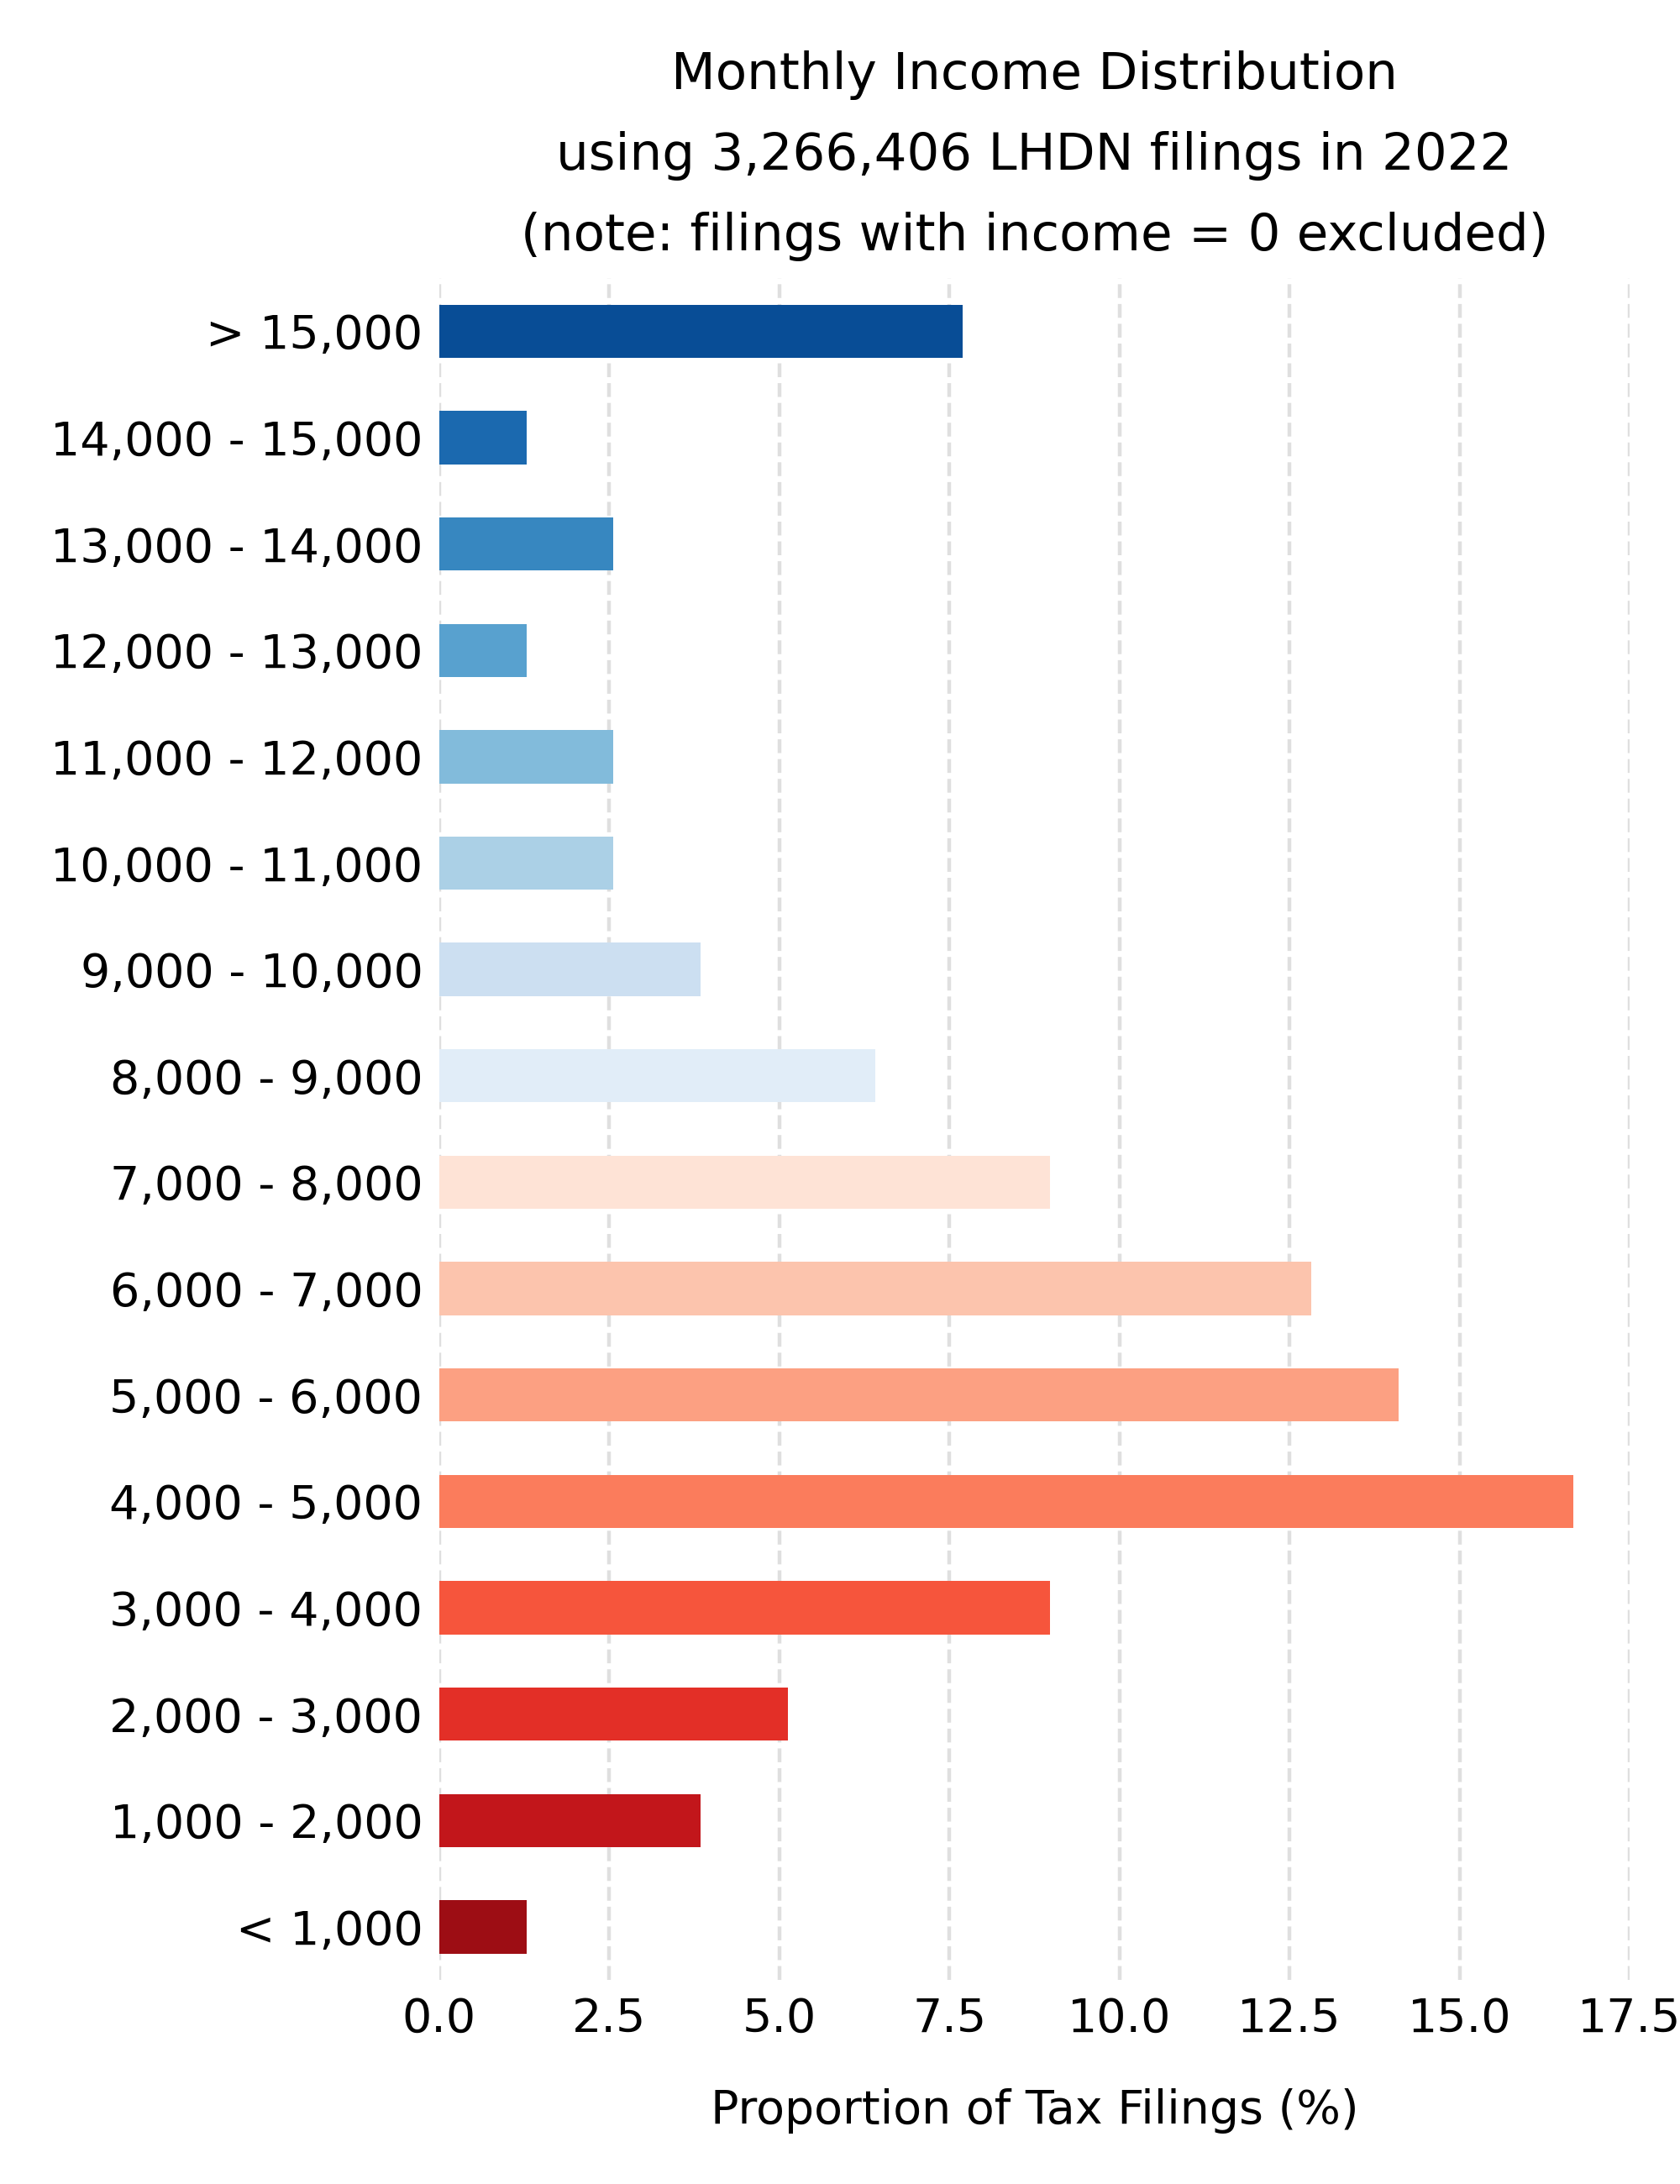 Monthly Income Distribution
using 3,266,406 LHDN filings in 2022
(note: filings with income = 0 excluded)
> 15,000
14,000 - 15,000
13,000 - 14,000
12,000 - 13,000
11,000 - 12,000
10,000 - 11,000
9,000 - 10,000
8,000 - 9,000
7,000 - 8,000
6,000 - 7,000
5,000 - 6,000
4,000 - 5,000
3,000 - 4,000
2,000 - 3,000
1,000 - 2,000
< 1,000
0.0 2.5 5.0 7.5 10.0 12.5 15.0 17.5
Proportion of Tax Filings (%)